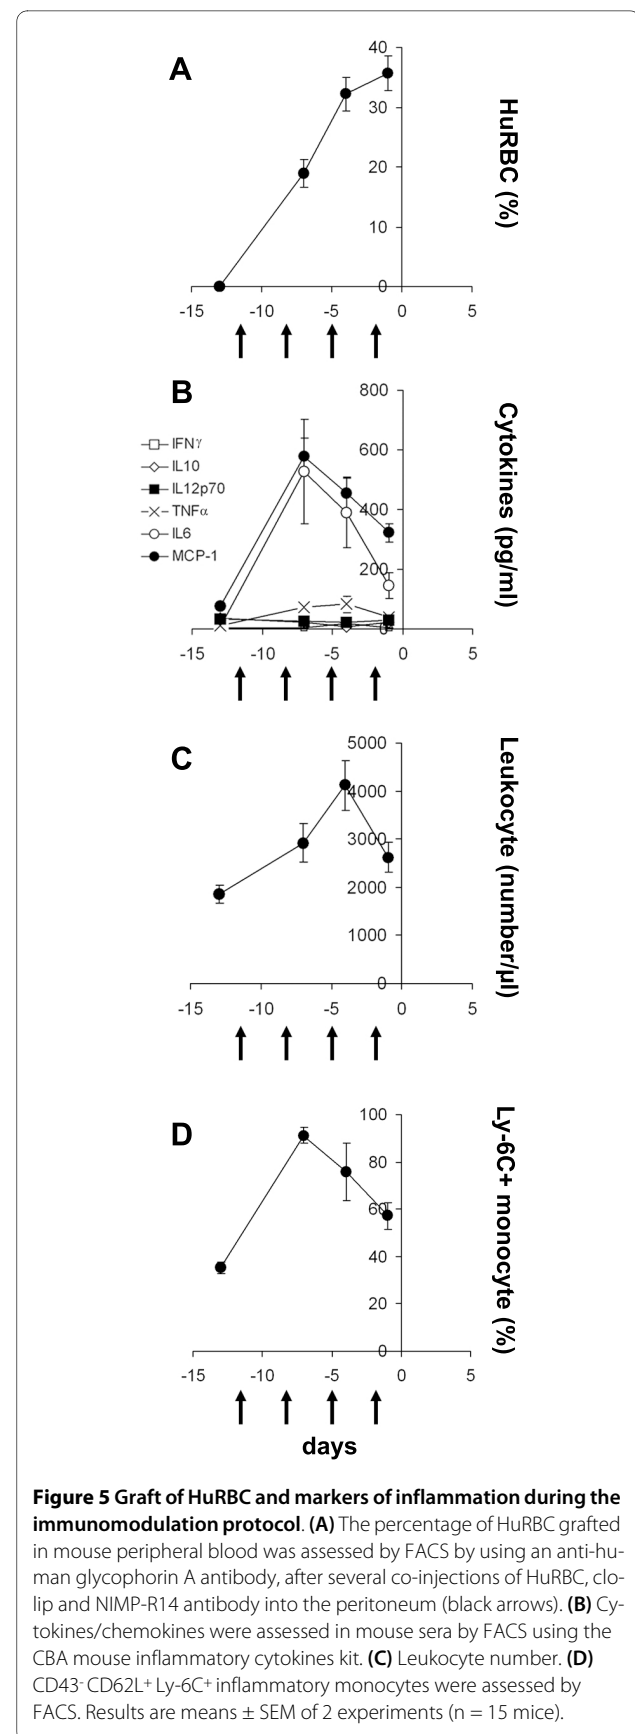 A
40
30
20
10
0
HuRBC (%)
-15 -10 -5 0 5
B
800
600
400
200
0
Cytokines (pg/ml)
IFNγ
IL10
IL12p70
TNFα
IL6
MCP-1
-15 -10 -5 0 5
C
5000
4000
3000
2000
1000
0
Leukocyte (number/µl)
-15 -10 -5 0 5
D
100
80
60
40
20
0
Ly-6C+ monocyte (%)
-15 -10 -5 0 5
days
Figure 5 Graft of HuRBC and markers of inflammation during the
immunomodulation protocol. (A) The percentage of HuRBC grafted
in mouse peripheral blood was assessed by FACS by using an anti-hu-
man glycophorin A antibody, after several co-injections of HuRBC, clo-
lip and NIMP-R14 antibody into the peritoneum (black arrows). (B) Cy-
tokines/chemokines were assessed in mouse sera by FACS using the
CBA mouse inflammatory cytokines kit. (C) Leukocyte number. (D)
CD43- CD62L+ Ly-6C+ inflammatory monocytes were assessed by
FACS. Results are means ± SEM of 2 experiments (n = 15 mice).